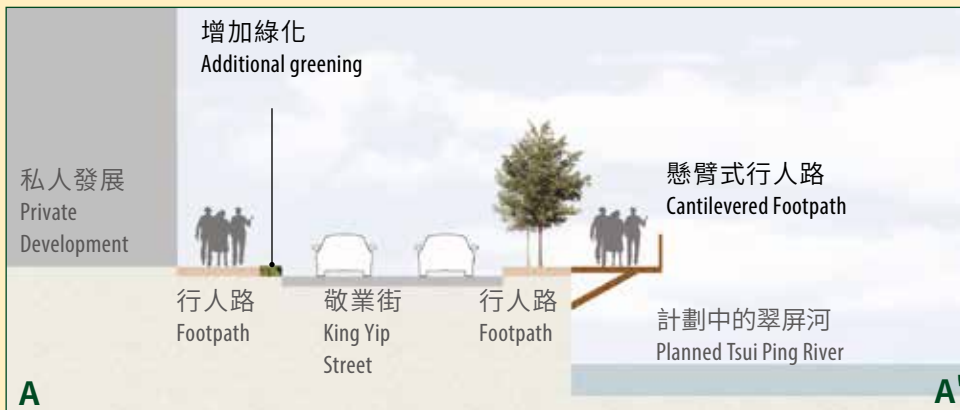 增加綠化
Additional greening
私人發展
Private
Development
懸臂式行人路
Cantilevered Footpath
行人路
Footpath
敬業街
King Yip
Street
行人路
Footpath
計劃中的翠屏河
Planned Tsui Ping River
A
A'